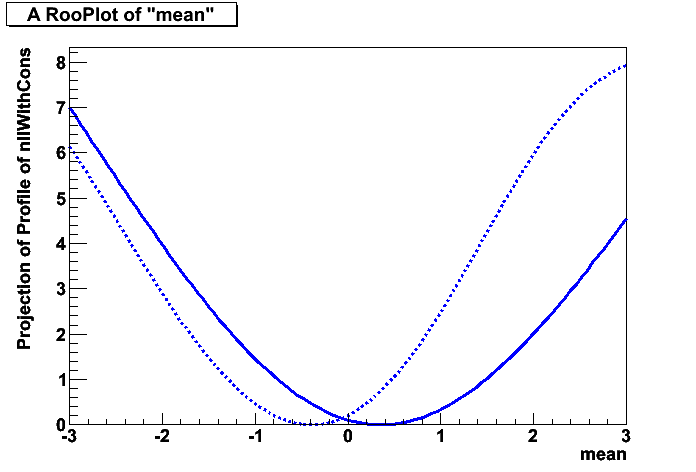 A RooPlot of "mean"
Projection of Profile of nllWithCons
8
7
6
5
4
3
2
1
0
-3 -2 -1 0 1 2 3
mean